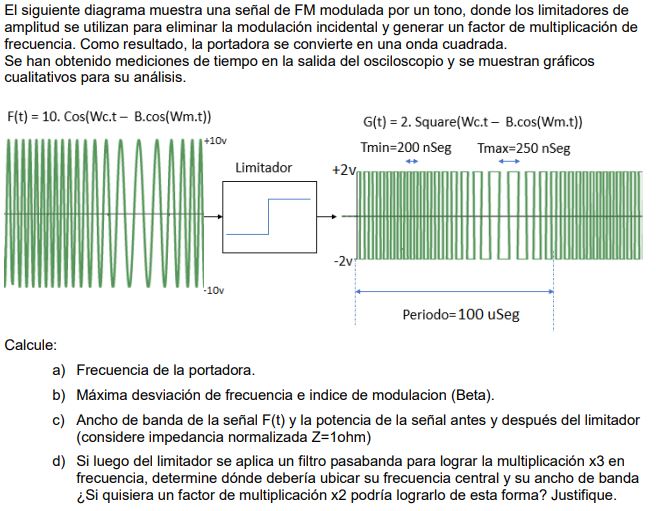 El siguiente diagrama muestra una señal de FM modulada por un tono, donde los limitadores de
amplitud se utilizan para eliminar la modulación incidental y generar un factor de multiplicación de
frecuencia. Como resultado, la portadora se convierte en una onda cuadrada.
Se han obtenido mediciones de tiempo en la salida del osciloscopio y se muestran gráficos
cualitativos para su análisis.
F(t) = 10. Cos(Wc.t – B.cos(Wm.t))
G(t) = 2. Square(Wc.t – B.cos(Wm.t))
+10v
Tmin=200 nSeg
Tmax=250 nSeg
Limitador
+2v
-2v
-10v
Periodo=100 uSeg
Calcule:
a) Frecuencia de la portadora.
b) Máxima desviación de frecuencia e indice de modulacion (Beta).
c) Ancho de banda de la señal F(t) y la potencia de la señal antes y después del limitador
(considere impedancia normalizada Z=1ohm)
d) Si luego del limitador se aplica un filtro pasabanda para lograr la multiplicación x3 en
frecuencia, determine dónde debería ubicar su frecuencia central y su ancho de banda
¿Si quisiera un factor de multiplicación x2 podría lograrlo de esta forma? Justifique.